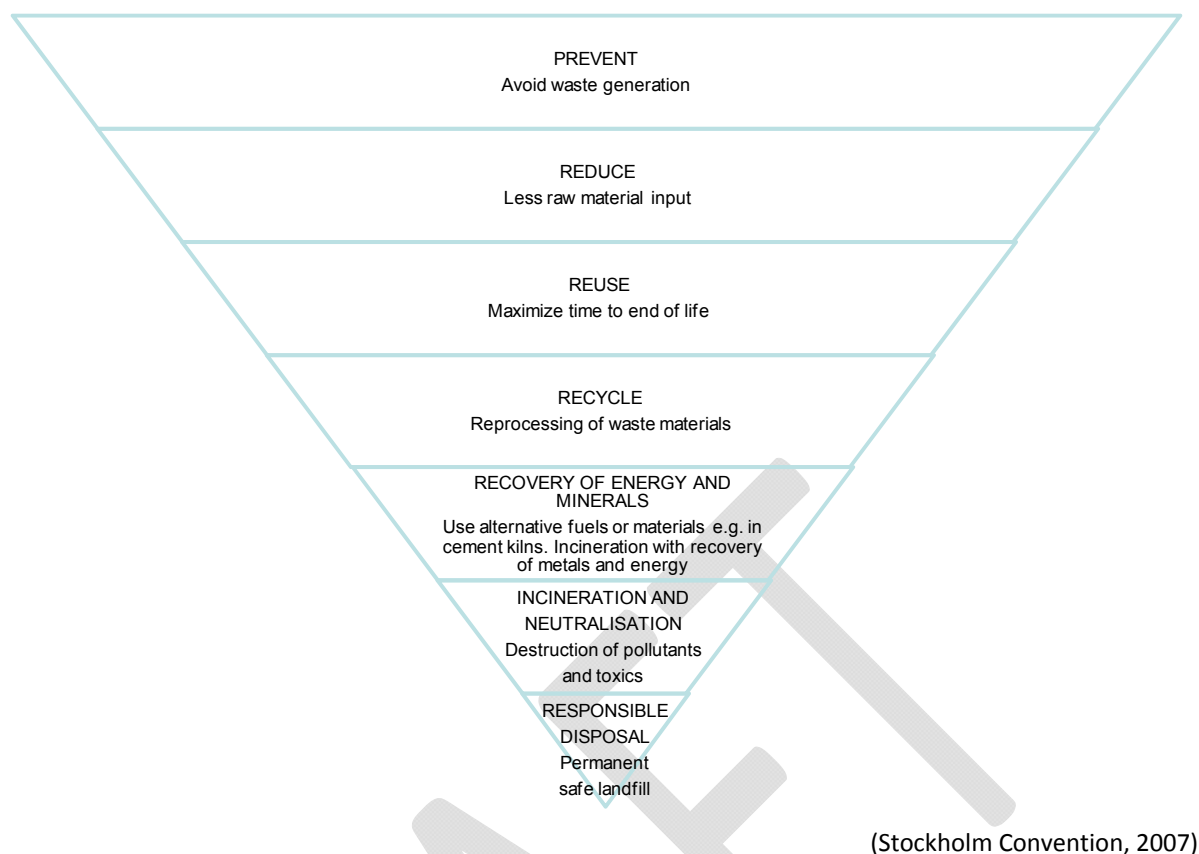 PREVENT
Avoid waste generation
REDUCE
Less raw material input
REUSE
Maximize time to end of life
RECYCLE
Reprocessing of waste materials
RECOVERY OF ENERGY AND
MINERALS
Use alternative fuels or materials e.g. in
cement kilns. Incineration with recovery
of metals and energy
INCINERATION AND
NEUTRALISATION
Destruction of pollutants
and toxics
RESPONSIBLE
DISPOSAL
Permanent
safe landfill
(Stockholm Convention, 2007)